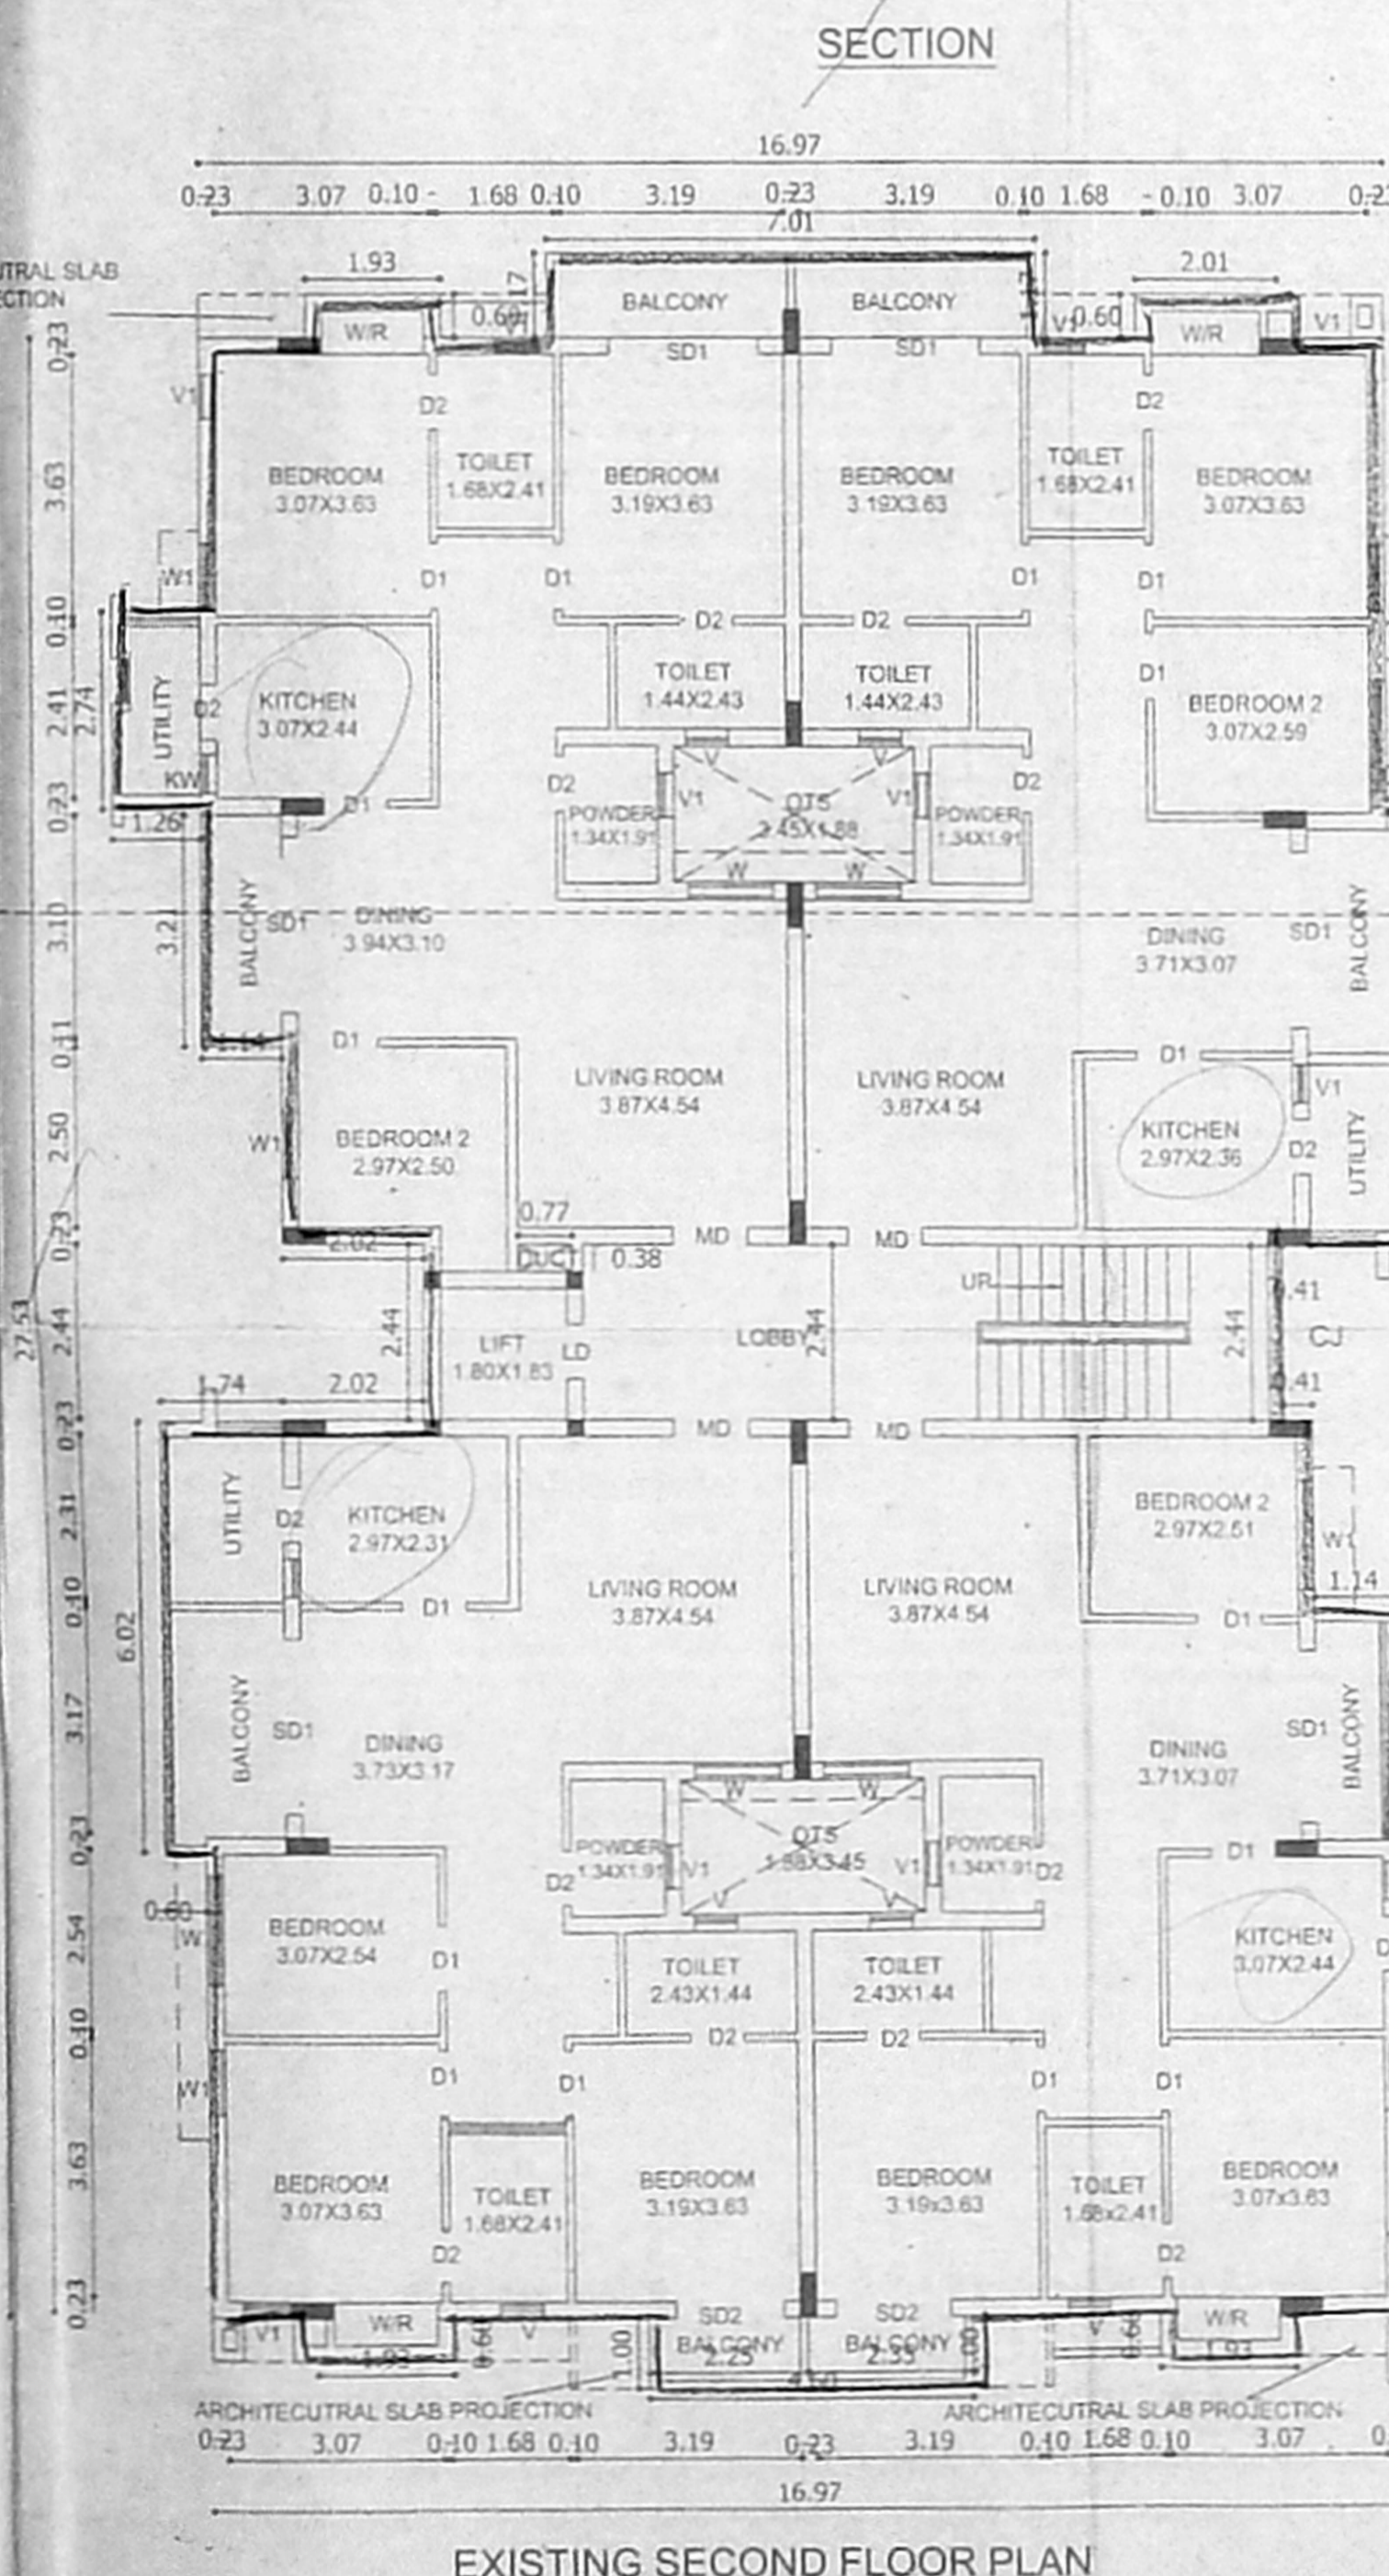 SECTION
16.97
0.23 3.07 0.10 1.68 0.10 3.19 0.23 3.19 0.10 1.68 0.10 3.07
7.01
UTRAL SLAB
ECTION
1.93
2.01
BALCONY BALCONY
W/R 0.60 V1 0.60 W/R V1
SD1 SD1
0.23
V1 D2 D2
BEDROOM
3.07X3.63
TOILET
1.68X2.41
BEDROOM
3.19X3.63
BEDROOM
3.19X3.63
TOILET
1.68X2.41
BEDROOM
3.07X3.63
3.63
W1 D1 D1 D1 D1
0.10
D2 D2
UTILITY
D2
KITCHEN
3.07X2.44
TOILET
1.44X2.43
TOILET
1.44X2.43
D1
BEDROOM 2
3.07X2.59
2.41
2.74
KW
D1
V V
D2 D2
POWDER
1.34X1.91
V1
OTS
V1
POWDER
1.34X1.91
W W
0.23
1.26
3.10
3.21
BALCONY
SD1
DINING
3.94X3.10
DINING
3.71X3.07
SD1
BALCONY
0.11
D1 D1
LIVING ROOM
3.87X4.54
LIVING ROOM
3.87X4.54
V1
2.50
W1
BEDROOM 2
2.97X2.50
KITCHEN
2.97X2.36
D2
UTILITY
0.77
0.23
2.02
MD MD
DUCT 0.38
UP
.41
27.53
2.44
2.44
LIFT
1.80X1.83
LD
LOBBY
2.44
2.44
CJ
1.74 2.02
.41
0.23
MD MD
UTILITY
D2
KITCHEN
2.97X2.31
BEDROOM 2
2.97X2.51
2.31
W1
LIVING ROOM
3.87X4.54
LIVING ROOM
3.87X4.54
1.14
0.10
D1 D1
6.02
3.17
BALCONY
SD1
DINING
3.73X3.17
DINING
3.71X3.07
SD1
BALCONY
W W
0.23
POWDER
1.34X1.91
V1
OTS
1.88X3.45
V1
POWDER
1.34X1.91
D2 D2
V V
D1
0.60
W
2.54
BEDROOM
3.07X2.54
D1
TOILET
2.43X1.44
TOILET
2.43X1.44
KITCHEN
3.07X2.44
0.10
D2 D2
W1 D1 D1 D1 D1
3.63
BEDROOM
3.07X3.63
TOILET
1.68X2.41
BEDROOM
3.19X3.63
BEDROOM
3.19x3.63
TOILET
1.68x2.41
BEDROOM
3.07x3.63
D2 D2
0.23
V1 W/R V SD2 SD2 V W/R
BALCONY BALCONY
1.93 0.60 1.00 2.25 2.35 1.00 0.60 1.93
ARCHITECUTRAL SLAB PROJECTION ARCHITECUTRAL SLAB PROJECTION
0.23 3.07 0.10 1.68 0.10 3.19 0.23 3.19 0.10 1.68 0.10 3.07
16.97
EXISTING SECOND FLOOR PLAN